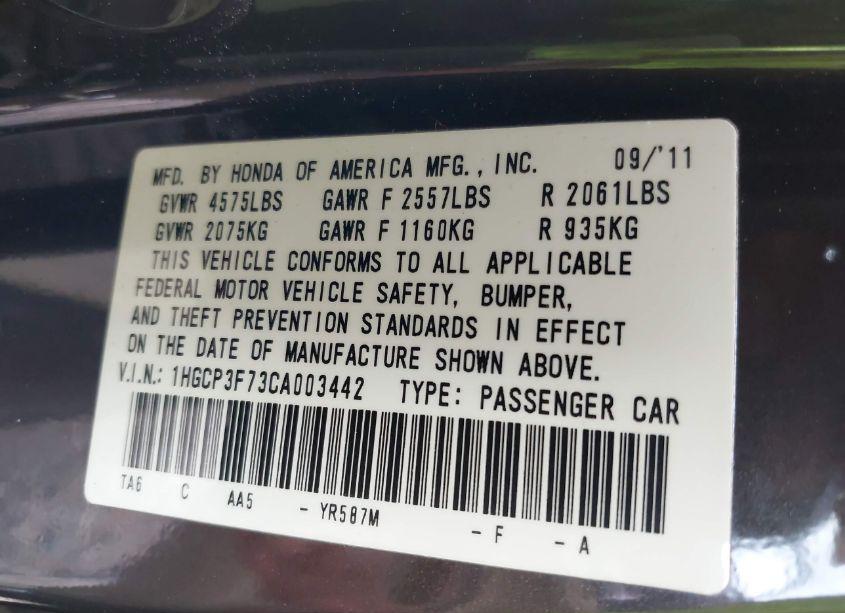 MFD. BY HONDA OF AMERICA MFG., INC. 09/'11
GVWR 4575LBS GAWR F 2557LBS R 2061LBS
GVWR 2075KG GAWR F 1160KG R 935KG
THIS VEHICLE CONFORMS TO ALL APPLICABLE
FEDERAL MOTOR VEHICLE SAFETY, BUMPER,
AND THEFT PREVENTION STANDARDS IN EFFECT
ON THE DATE OF MANUFACTURE SHOWN ABOVE.
V.I.N.: 1HGCP3F73CA003442 TYPE: PASSENGER CAR
TA6 C AA5 - YR587M - F - A